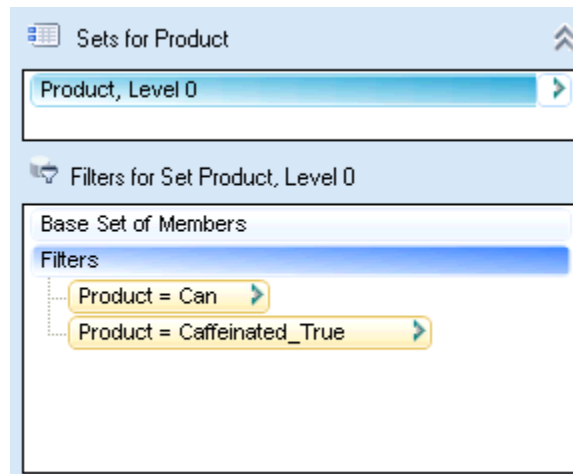 Sets for Product
Product, Level 0
Filters for Set Product, Level 0
Base Set of Members
Filters
Product = Can
Product = Caffeinated_True